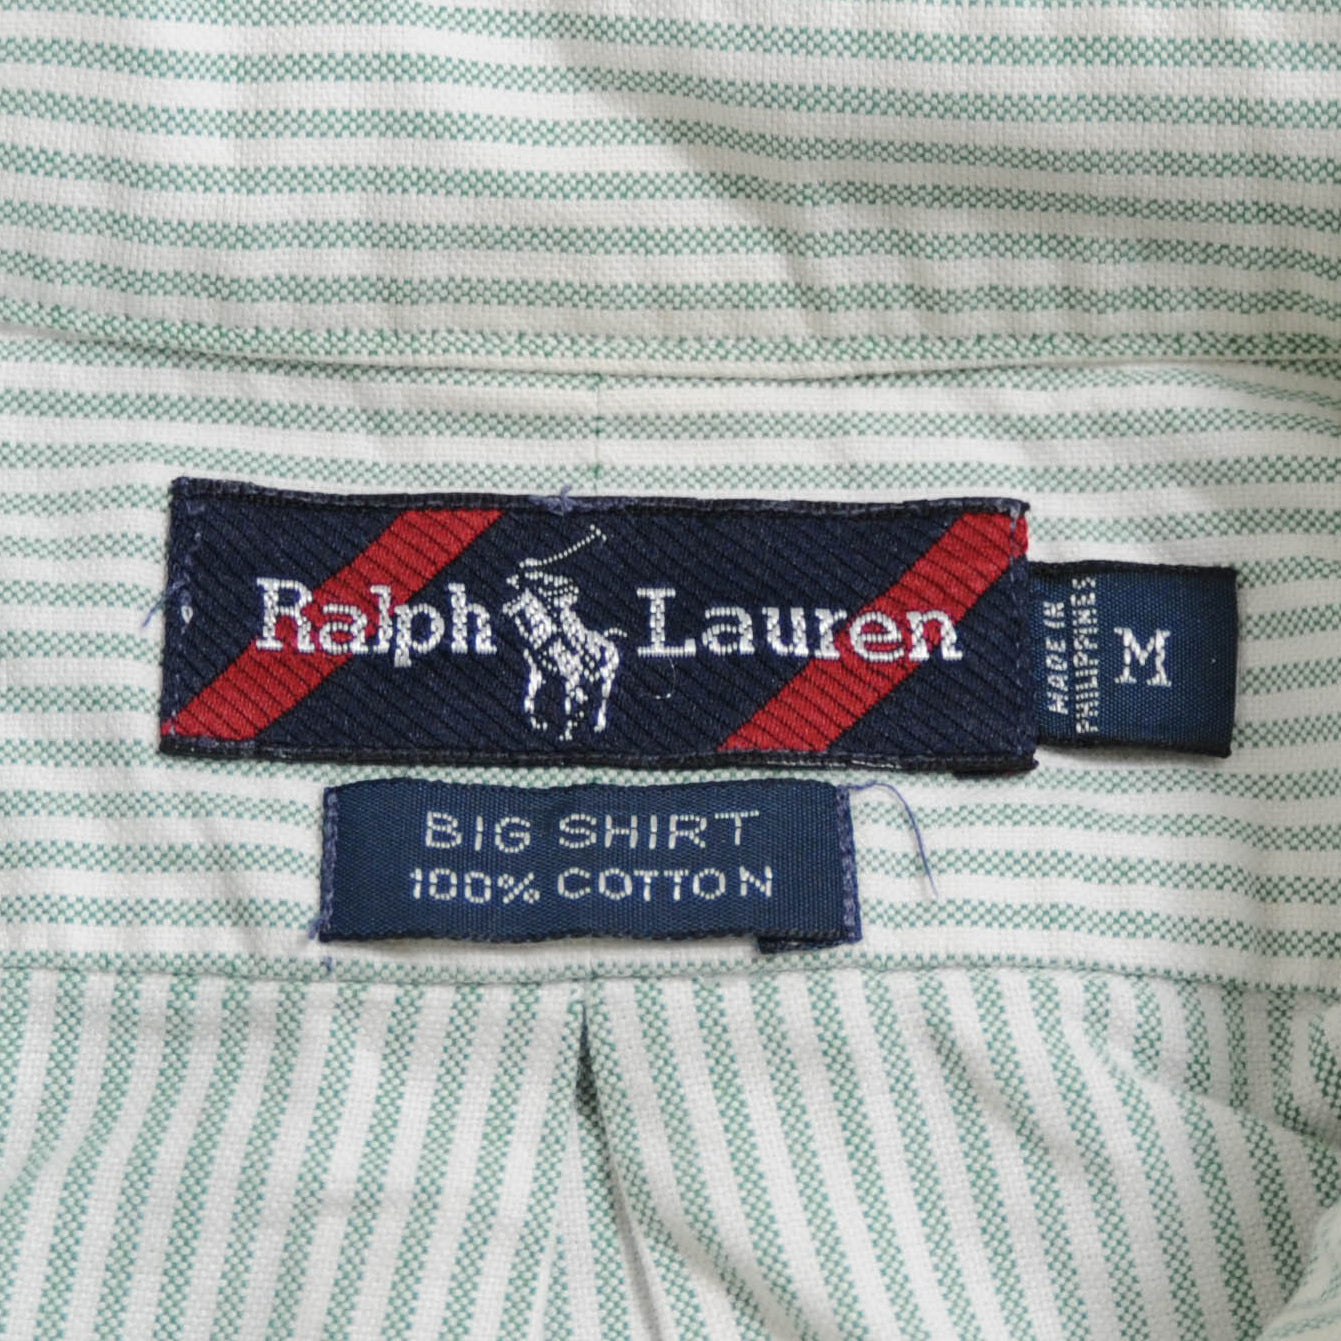 Ralph Lauren
MADE IN
PHILIPPINES
M
BIG SHIRT
100% COTTON